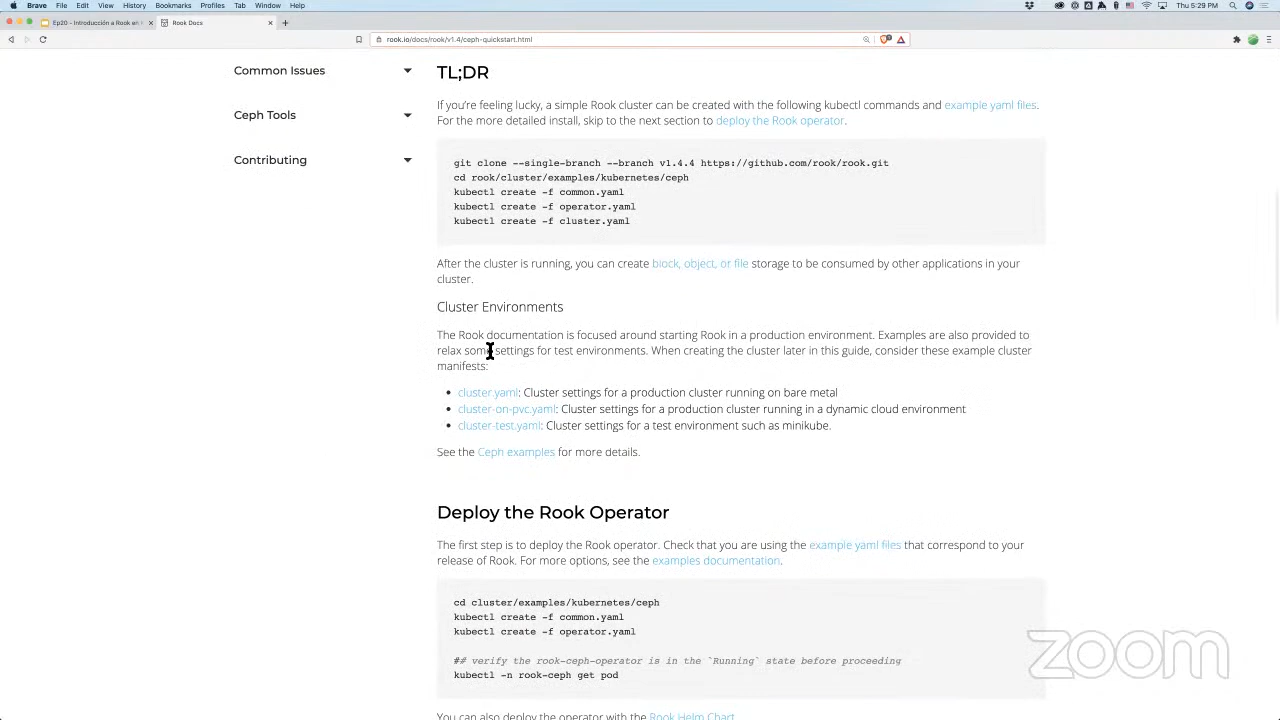 Brave File Edit View History Bookmarks Profiles Tab Window Help
Thu 5:29 PM
Ep20 - Introducción a Rook en
Rook Docs
rook.io/docs/rook/v1.4/ceph-quickstart.html
Common Issues
Ceph Tools
Contributing
TL;DR
If you're feeling lucky, a simple Rook cluster can be created with the following kubectl commands and example yaml files.
For the more detailed install, skip to the next section to deploy the Rook operator.
git clone --single-branch --branch v1.4.4 https://github.com/rook/rook.git
cd rook/cluster/examples/kubernetes/ceph
kubectl create -f common.yaml
kubectl create -f operator.yaml
kubectl create -f cluster.yaml
After the cluster is running, you can create block, object, or file storage to be consumed by other applications in your
cluster.
Cluster Environments
The Rook documentation is focused around starting Rook in a production environment. Examples are also provided to
relax some settings for test environments. When creating the cluster later in this guide, consider these example cluster
manifests:
• cluster.yaml: Cluster settings for a production cluster running on bare metal
• cluster-on-pvc.yaml: Cluster settings for a production cluster running in a dynamic cloud environment
• cluster-test.yaml: Cluster settings for a test environment such as minikube.
See the Ceph examples for more details.
Deploy the Rook Operator
The first step is to deploy the Rook operator. Check that you are using the example yaml files that correspond to your
release of Rook. For more options, see the examples documentation.
cd cluster/examples/kubernetes/ceph
kubectl create -f common.yaml
kubectl create -f operator.yaml
## verify the rook-ceph-operator is in the `Running` state before proceeding
kubectl -n rook-ceph get pod
You can also deploy the operator with the Rook Helm Chart.
zoom